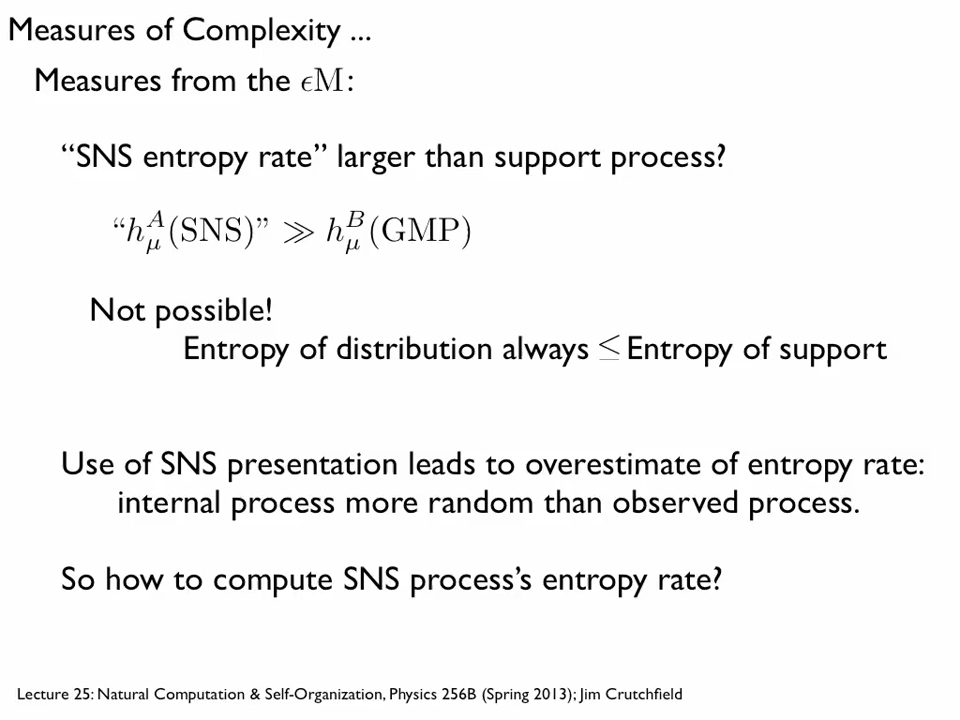 Measures of Complexity ...
Measures from the ϵM:
“SNS entropy rate” larger than support process?
“h_μ^A(SNS)” ≫ h_μ^B(GMP)
Not possible!
Entropy of distribution always ≤ Entropy of support
Use of SNS presentation leads to overestimate of entropy rate:
internal process more random than observed process.
So how to compute SNS process’s entropy rate?
Lecture 25: Natural Computation & Self-Organization, Physics 256B (Spring 2013); Jim Crutchfield